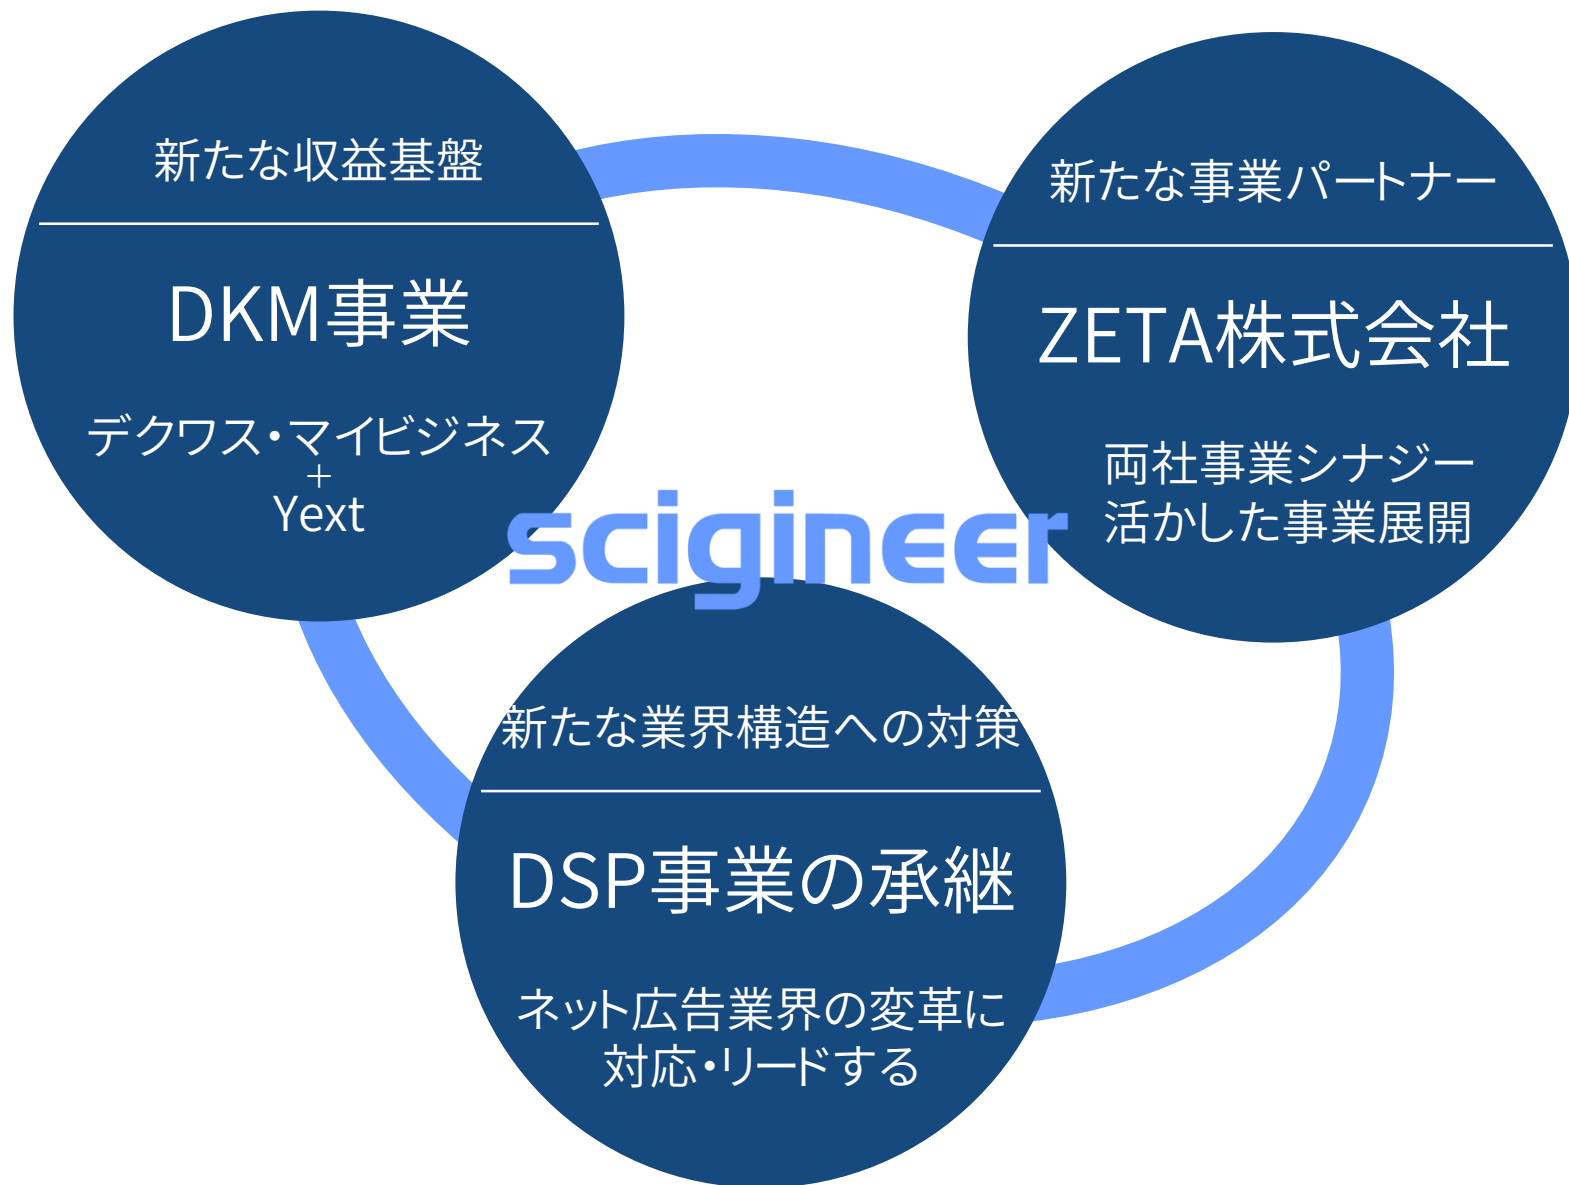 新たな収益基盤
DKM事業
デクワス・マイビジネス
+
Yext
新たな事業パートナー
ZETA株式会社
両社事業シナジー
活かした事業展開
scigineer
新たな業界構造への対策
DSP事業の承継
ネット広告業界の変革に
対応・リードする